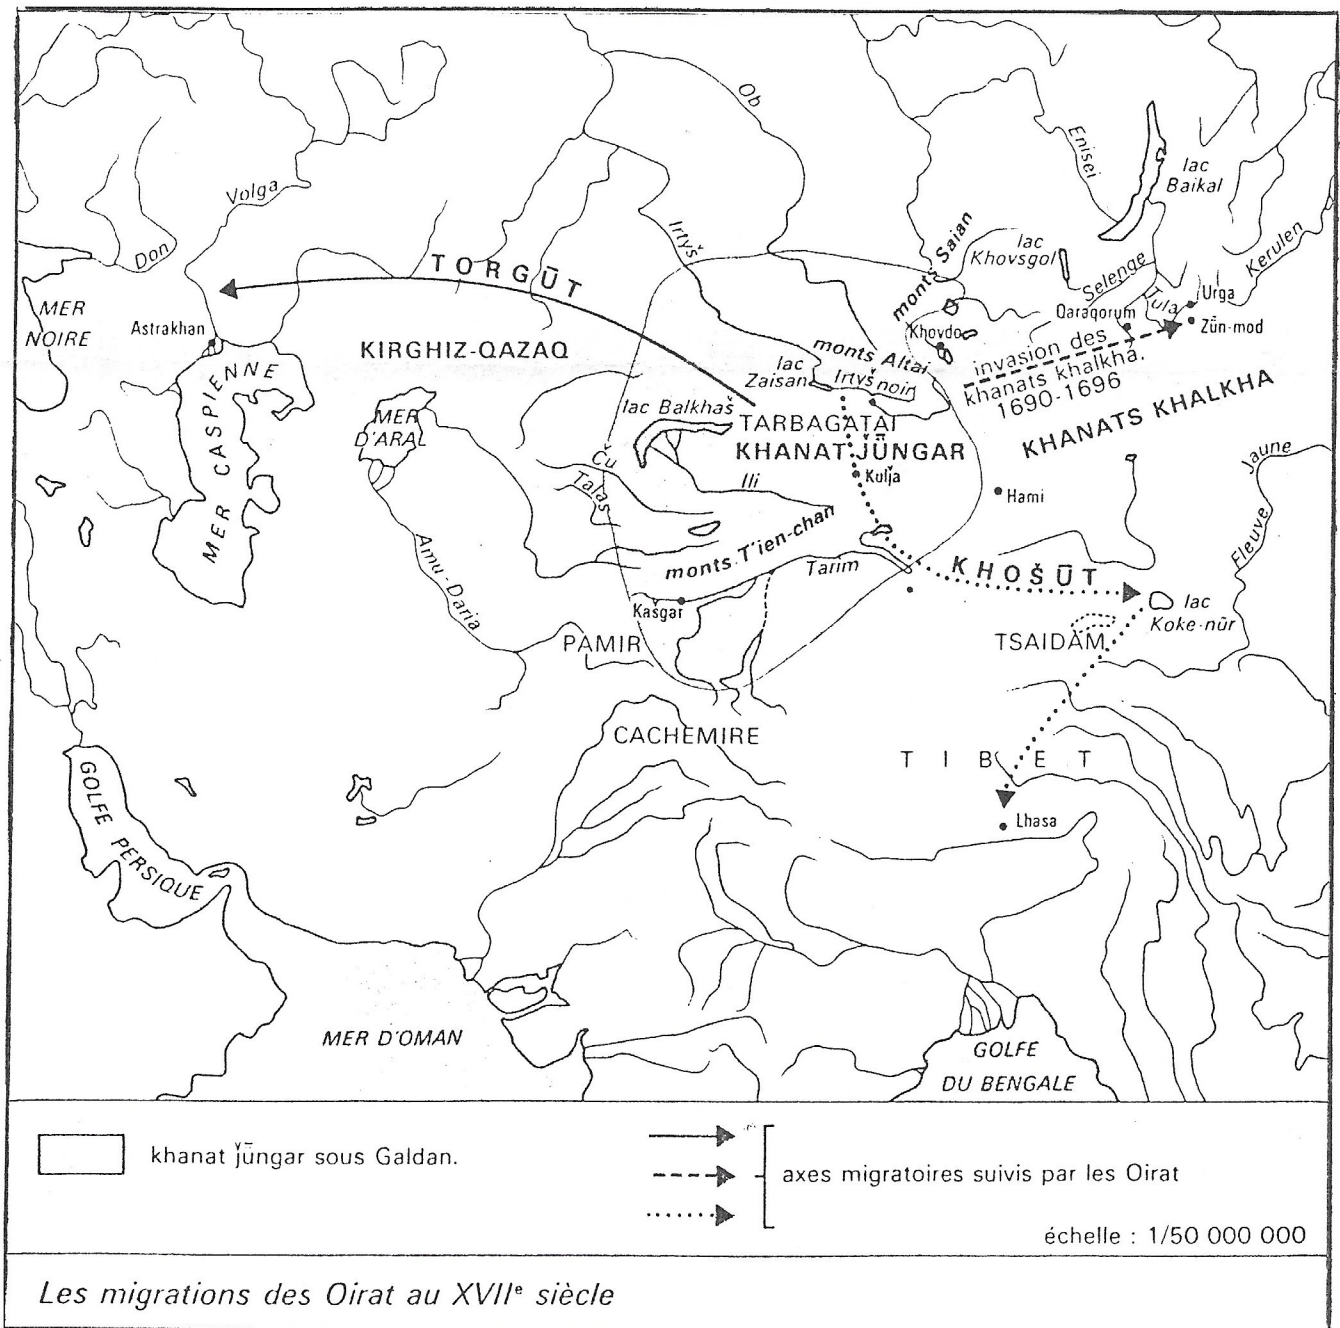 Ob
Enisei
lac
Baikal
Volga
Don
Irtyš
monts Saian
lac
Khovsgol
Selenge
Kerulen
TORGŪT
Tula
Urga
MER
NOIRE
Astrakhan
Qaraqorum
Zūn-mod
Khovdo
KIRGHIZ-QAZAQ
monts Altai
invasion des
khanats khalkha.
1690-1696
lac
Zaisan
Irtyš noir
MER CASPIENNE
MER
D'ARAL
lac Balkhaš
TARBAGATAI
KHANATS KHALKHA
KHANAT J̌ŪNGAR
Ču
Talas
Ili
Kulǰa
Hami
Fleuve Jaune
monts T'ien-chan
Amu-Daria
Tarim
KHOŠŪT
Kašgar
lac
Koke-nūr
PAMIR
TSAIDAM
CACHEMIRE
TIBET
GOLFE PERSIQUE
Lhasa
MER D'OMAN
GOLFE
DU BENGALE
khanat ǰūngar sous Galdan.
axes migratoires suivis par les Oirat
échelle : 1/50 000 000
Les migrations des Oirat au XVIIe siècle